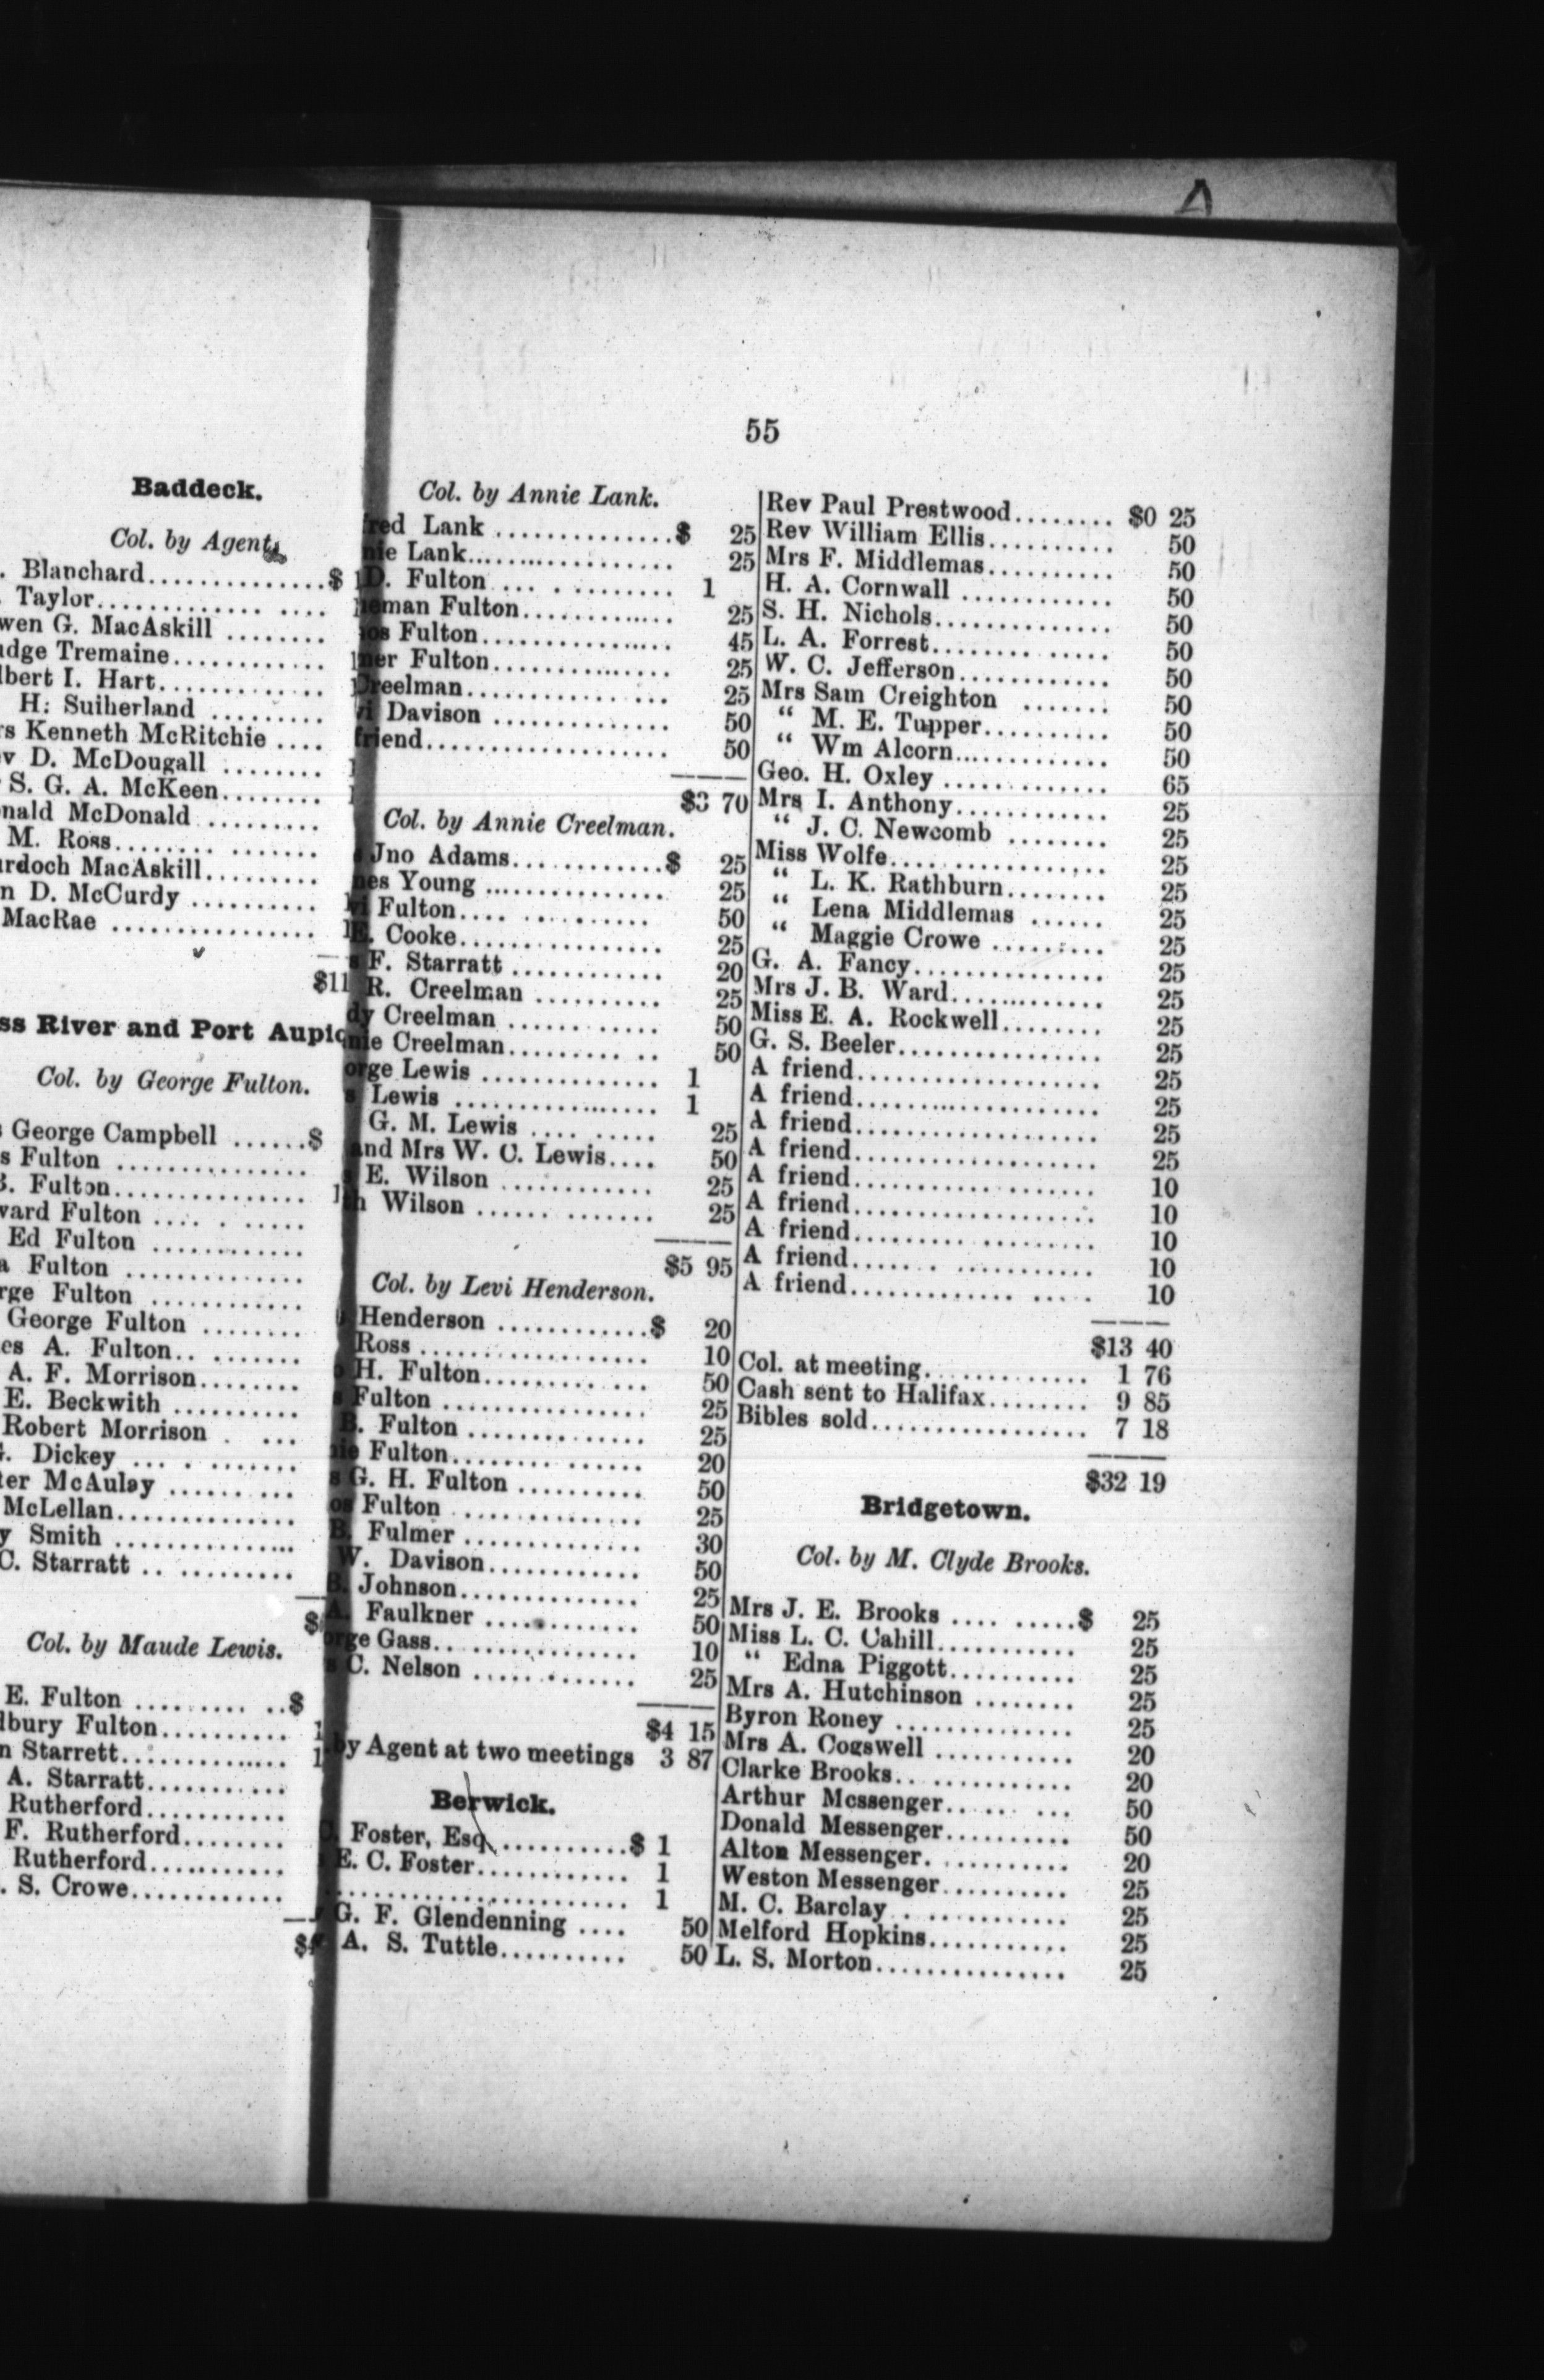 Baddeck.
Col. by Agent
. Blanchard..............$
. Taylor.............. ....
wen G. MacAskill ........
dge Tremaine............
lbert I. Hart.............
H. Suiherland .........
s Kenneth McRitchie ....
v D. McDougall ........
S. G. A. McKeen........
nald McDonald .........
M. Ross........ .......
rdoch MacAskill.........
n D. McCurdy ..........
MacRae ................
$11
ss River and Port Aupi
Col. by George Fulton.
George Campbell ......$
s Fulton ...............
B. Fulton................
ward Fulton .... . .....
Ed Fulton ............
a Fulton ..............
rge Fulton ............
George Fulton ........
es A. Fulton.. .......
A. F. Morrison........
E. Beckwith ..........
Robert Morrison . ...
. Dickey ... . .......
ter McAulay ...... ...
McLellan..............
y Smith ...............
C. Starratt .. .........
$
Col. by Maude Lewis.
E. Fulton ......... ..$
lbury Fulton.......... 1
n Starrett............. 1
A. Starratt...........
Rutherford...........
F. Rutherford........
Rutherford...........
. S. Crowe............
$
55
Col. by Annie Lank.
red Lank ..............$ 25
nie Lank................ 25
D. Fulton .... . ........ 1
eman Fulton............ 25
os Fulton............... 45
ner Fulton.............. 25
Creelman............... 25
i Davison .............. 50
friend................... 50
$3 70
Col. by Annie Creelman.
Jno Adams............$ 25
nes Young ............... 25
vi Fulton.... .......... 50
E. Cooke................ 25
s F. Starratt ............ 20
R. Creelman .......... 25
dy Creelman ............ 50
nie Creelman......... .. 50
orge Lewis .............. 1
s Lewis ................ 1
G. M. Lewis .... ..... 25
and Mrs W. C. Lewis.... 50
E. Wilson ............ 25
h Wilson ...... ....... 25
$5 95
Col. by Levi Henderson.
Henderson ............$ 20
Ross ................... 10
H. Fulton............. 50
s Fulton ................ 25
B. Fulton .............. 25
nie Fulton........ ...... 20
s G. H. Fulton .......... 50
os Fulton ............... 25
B. Fulmer .............. 30
W. Davison............ 50
B. Johnson.............. 25
A. Faulkner ............ 50
orge Gass................ 10
s C. Nelson ............. 25
$4 15
by Agent at two meetings 3 87
Berwick.
Foster, Esq...........$ 1
E. C. Foster............ 1
........................ 1
G. F. Glendenning .... 50
A. S. Tuttle.......... 50
Rev Paul Prestwood........ $0 25
Rev William Ellis.......... 50
Mrs F. Middlemas.......... 50
H. A. Cornwall ............ 50
S. H. Nichols.............. 50
L. A. Forrest......... ..... 50
W. C. Jefferson............ 50
Mrs Sam Creighton ....... 50
“ M. E. Tupper.......... 50
“ Wm Alcorn............ 50
Geo. H. Oxley ............. 65
Mrs I. Anthony............ 25
“ J. C. Newcomb ........ 25
Miss Wolfe.... ............ 25
“ L. K. Rathburn........ 25
“ Lena Middlemas ...... 25
“ Maggie Crowe ......... 25
G. A. Fancy............... 25
Mrs J. B. Ward............ 25
Miss E. A. Rockwell........ 25
G. S. Beeler................ 25
A friend.................... 25
A friend.................... 25
A friend.................... 25
A friend.................... 25
A friend.................... 10
A friend.................... 10
A friend......... ......... 10
A friend...... . ........... 10
A friend............. ..... 10
$13 40
Col. at meeting............. 1 76
Cash sent to Halifax........ 9 85
Bibles sold................. 7 18
$32 19
Bridgetown.
Col. by M. Clyde Brooks.
Mrs J. E. Brooks .... .....$ 25
Miss L. C. Cahill........... 25
“ Edna Piggott.......... 25
Mrs A. Hutchinson ........ 25
Byron Roney .............. 25
Mrs A. Cogswell ........... 20
Clarke Brooks.. ........... 20
Arthur Messenger...... ... 50
Donald Messenger.......... 50
Alton Messenger. .......... 20
Weston Messenger.......... 25
M. C. Barclay . ........... 25
Melford Hopkins........... 25
L. S. Morton............... 25